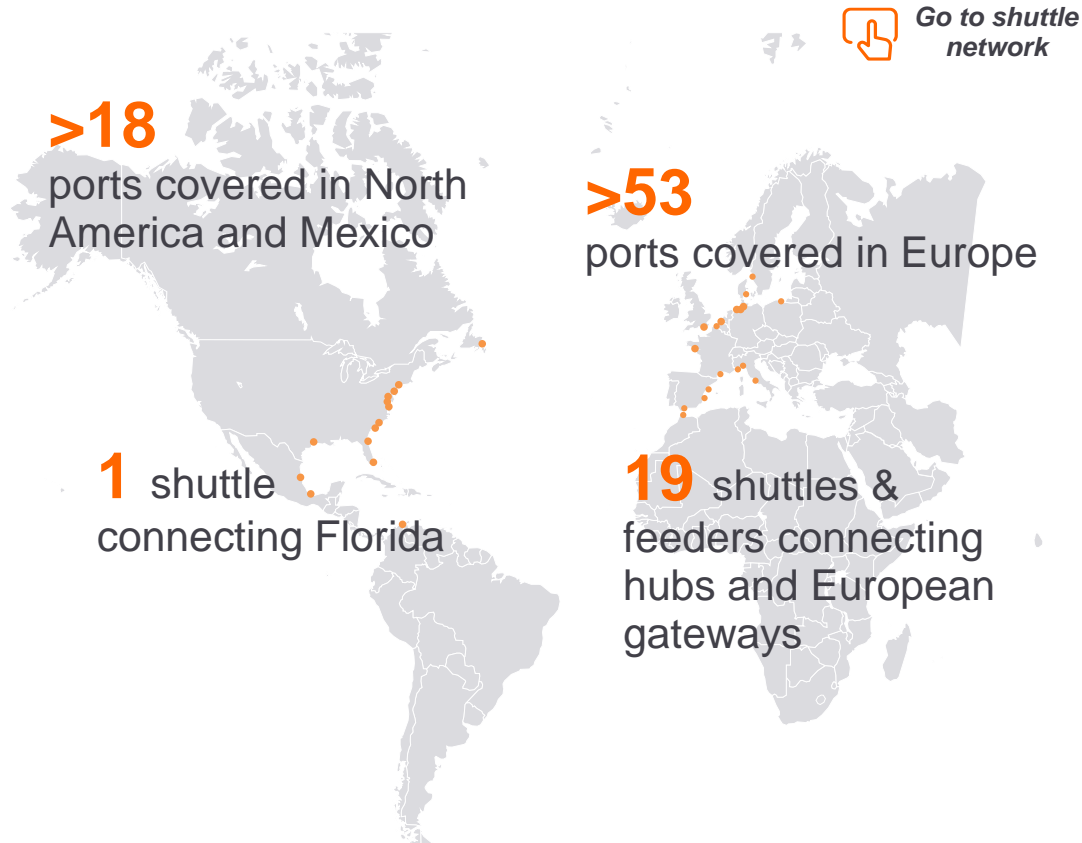 Go to shuttle
network
>18
ports covered in North
America and Mexico
>53
ports covered in Europe
1 shuttle
connecting Florida
19 shuttles &
feeders connecting
hubs and European
gateways